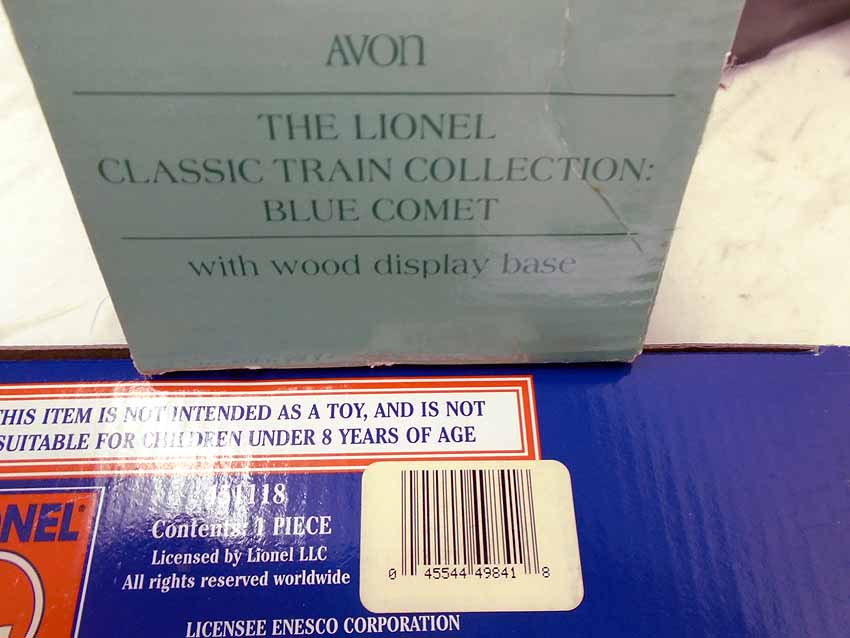 AVON
THE LIONEL
CLASSIC TRAIN COLLECTION:
BLUE COMET
with wood display base
THIS ITEM IS NOT INTENDED AS A TOY, AND IS NOT
SUITABLE FOR CHILDREN UNDER 8 YEARS OF AGE
Contents: 1 PIECE
Licensed by Lionel LLC
All rights reserved worldwide
LICENSEE ENESCO CORPORATION
ONEL®
0 45544 49841 8